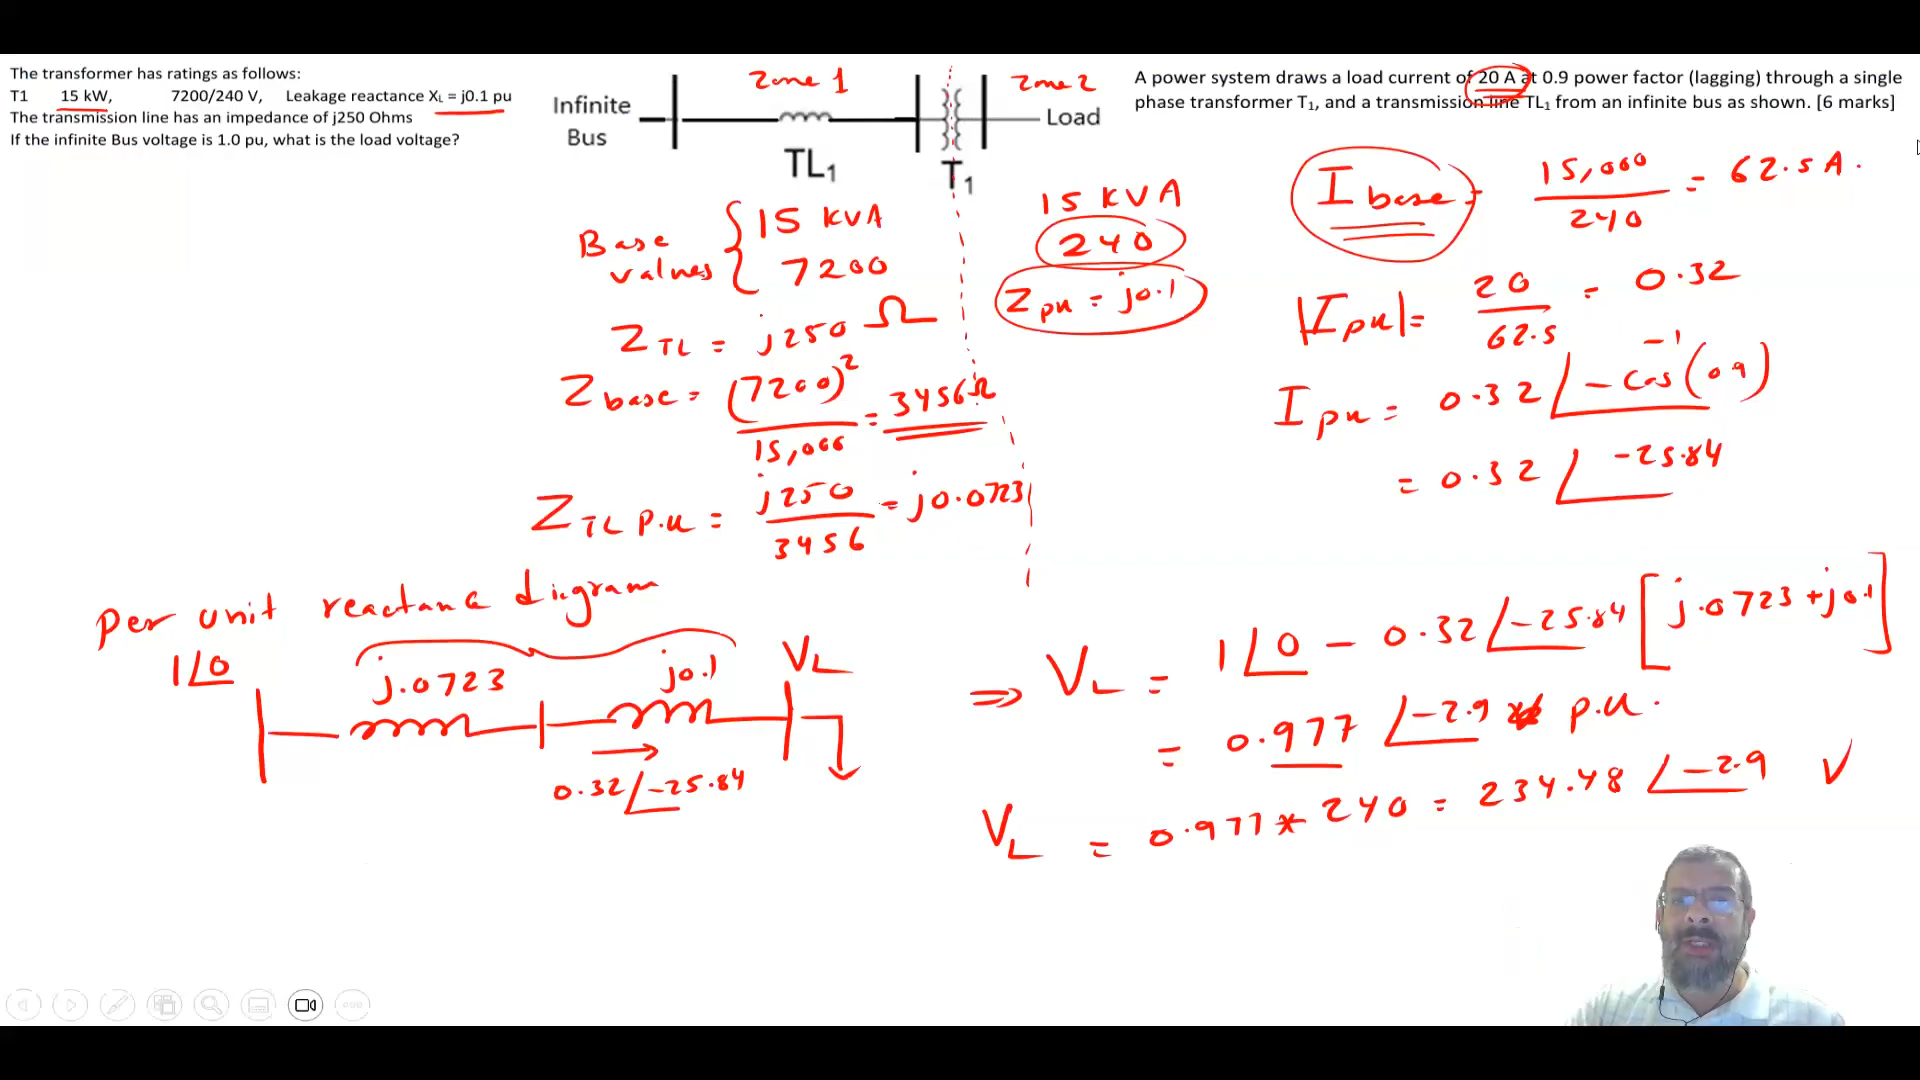 The transformer has ratings as follows:
T1 15 kW, 7200/240 V, Leakage reactance XL = j0.1 pu
The transmission line has an impedance of j250 Ohms
If the infinite Bus voltage is 1.0 pu, what is the load voltage?
Infinite Bus
Zone 1
Zone 2
TL1
T1
Load
A power system draws a load current of 20 A at 0.9 power factor (lagging) through a single
phase transformer T1, and a transmission line TL1 from an infinite bus as shown. [6 marks]
Base values { 15 KVA
7200
15 KVA
240
Zpu = j0.1
ZTL = j250 Ω
Zbase = (7200)²/15,000 = 3456Ω
ZTL p.u = j250/3456 = j0.0723
I base = 15,000/240 = 62.5 A.
|Ipu| = 20/62.5 = 0.32
Ipu = 0.32 ∠-cos⁻¹(0.9)
= 0.32 ∠-25.84
Per unit reactance diagram
1∠0
j.0723
j0.1
VL
0.32∠-25.84
⇒ VL = 1∠0 - 0.32∠-25.84 [j.0723+j0.1]
= 0.977 ∠-2.9 p.u.
VL = 0.977 * 240 = 234.48 ∠-2.9 V